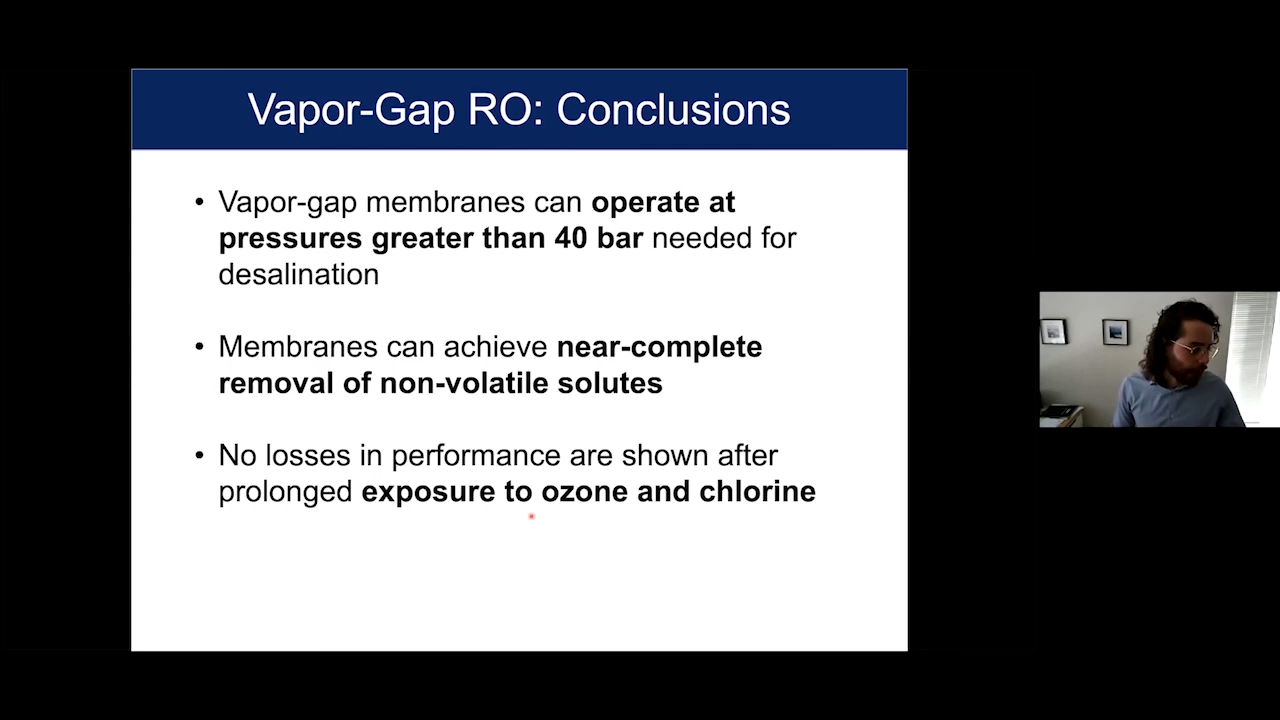 Vapor-Gap RO: Conclusions
• Vapor-gap membranes can operate at
pressures greater than 40 bar needed for
desalination
• Membranes can achieve near-complete
removal of non-volatile solutes
• No losses in performance are shown after
prolonged exposure to ozone and chlorine